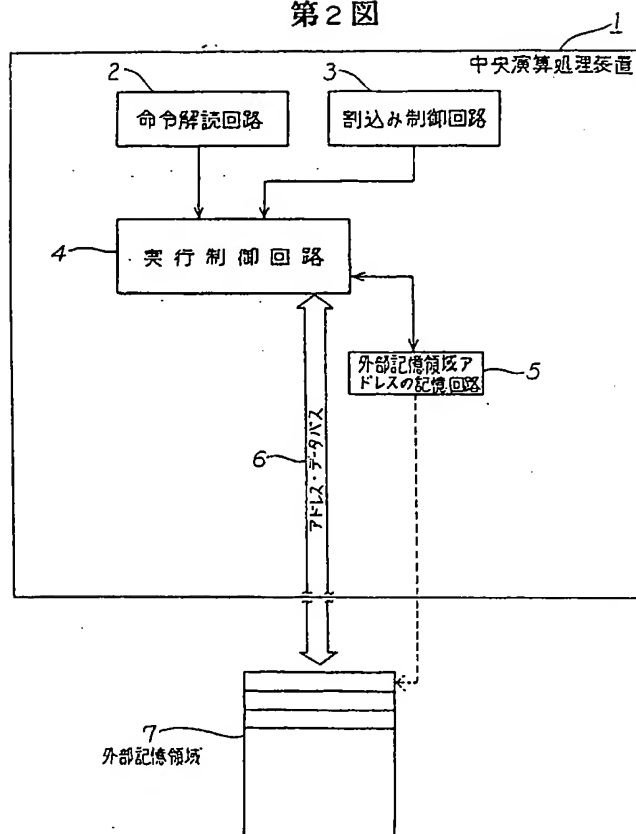 第2図
1
中央演算処理装置
2
命令解読回路
3
割込み制御回路
4
実行制御回路
外部記憶領域ア
ドレスの記憶回路
5
6
アドレス・データバス
7
外部記憶領域